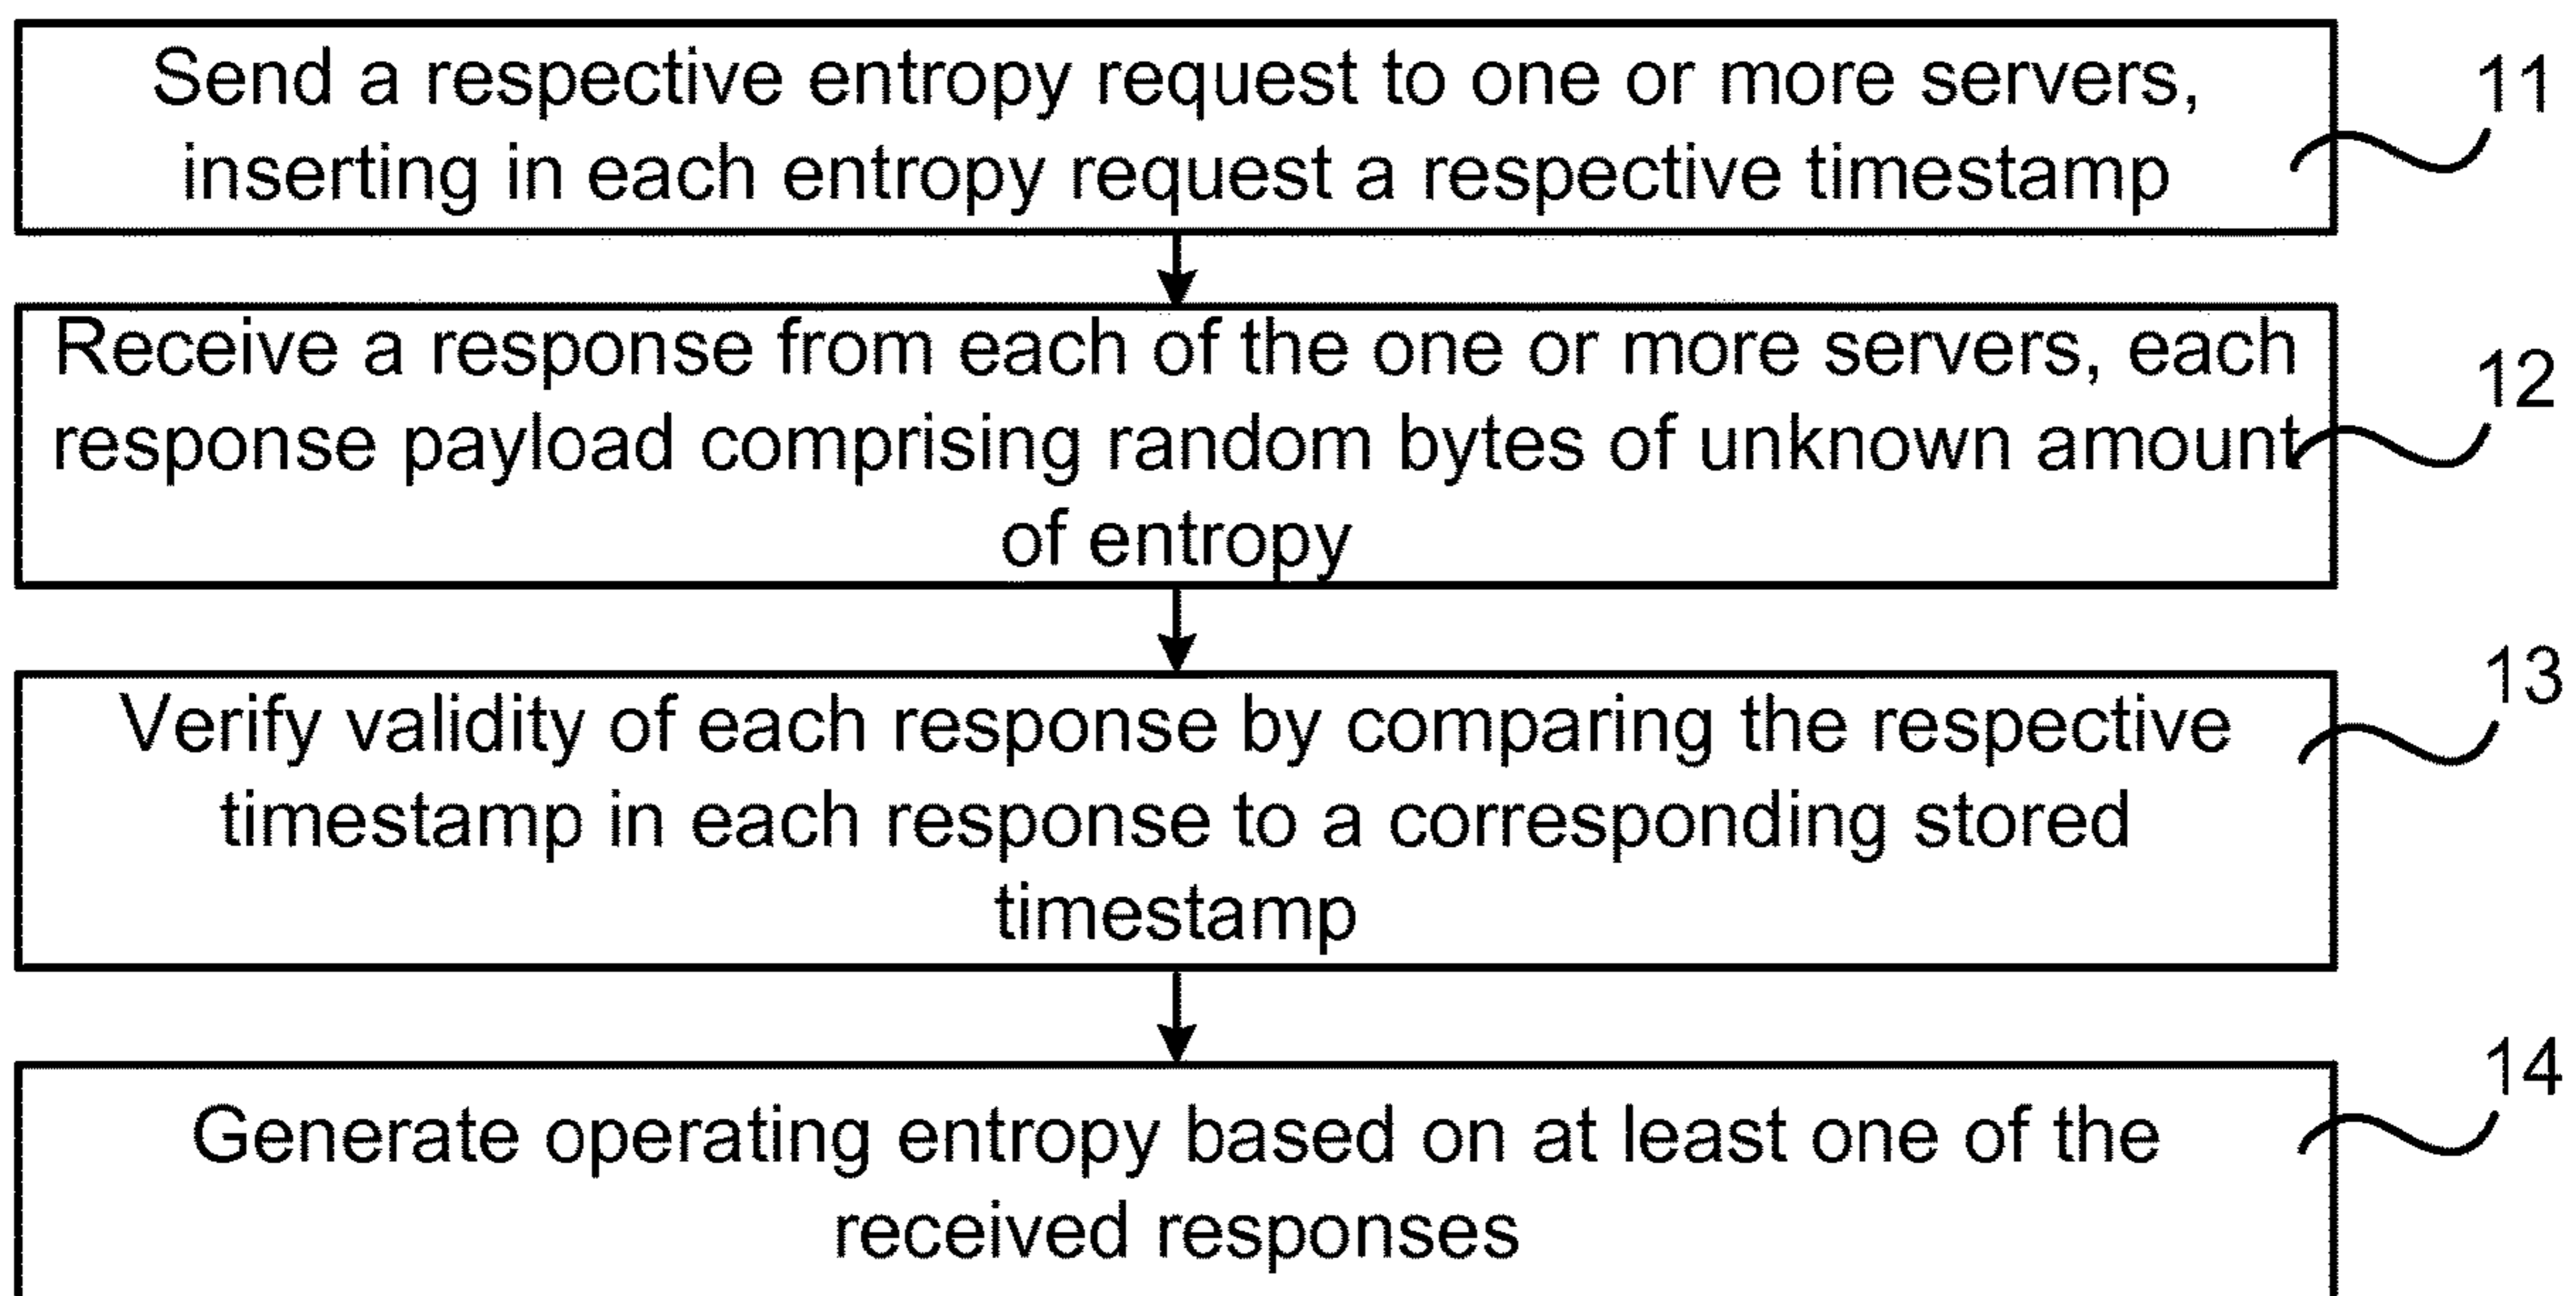 Send a respective entropy request to one or more servers,
inserting in each entropy request a respective timestamp
11
Receive a response from each of the one or more servers, each
response payload comprising random bytes of unknown amount
of entropy
12
Verify validity of each response by comparing the respective
timestamp in each response to a corresponding stored
timestamp
13
Generate operating entropy based on at least one of the
received responses
14